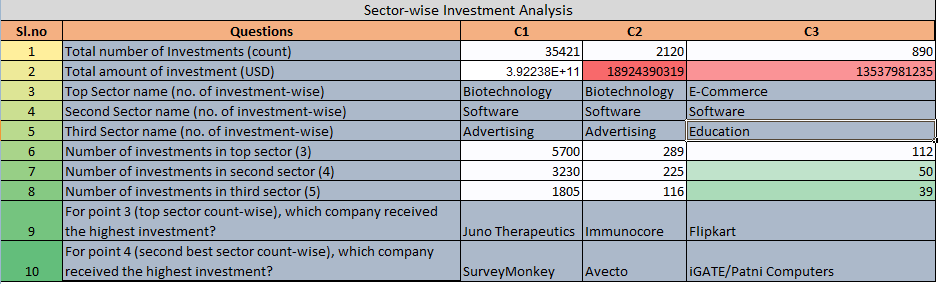 Sector-wise Investment Analysis
Sl.no Questions C1 C2 C3
1 Total number of Investments (count) 35421 2120 890
2 Total amount of investment (USD) 3.92238E+11 18924390319 13537981235
3 Top Sector name (no. of investment-wise) Biotechnology Biotechnology E-Commerce
4 Second Sector name (no. of investment-wise) Software Software Software
5 Third Sector name (no. of investment-wise) Advertising Advertising Education
6 Number of investments in top sector (3) 5700 289 112
7 Number of investments in second sector (4) 3230 225 50
8 Number of investments in third sector (5) 1805 116 39
For point 3 (top sector count-wise), which company received
9 the highest investment? Juno Therapeutics Immunocore Flipkart
For point 4 (second best sector count-wise), which company
10 received the highest investment? SurveyMonkey Avecto iGATE/Patni Computers